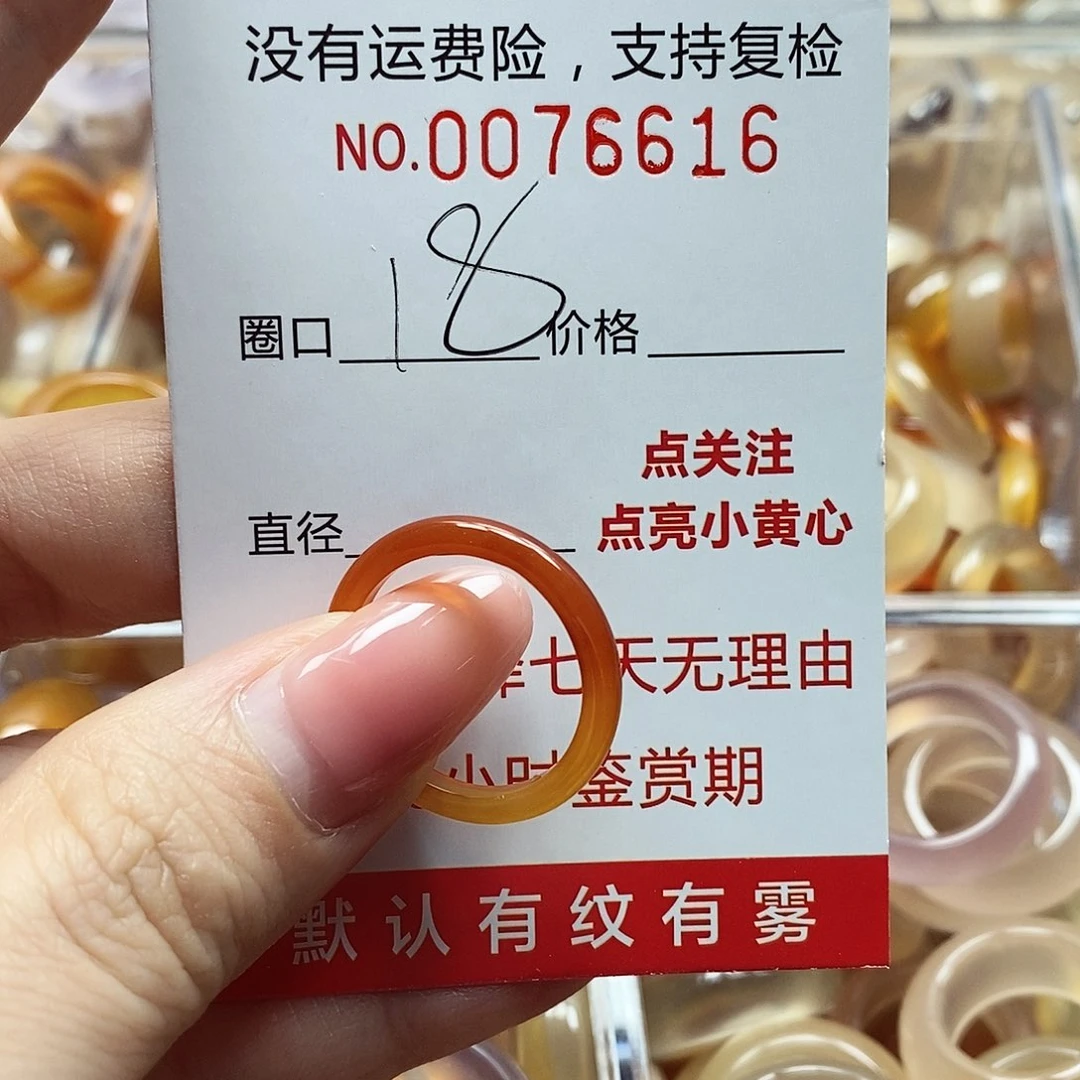 没有运费险，支持复检
NO.0076616
圈口 18 价格
点关注
直径 点亮小黄心
七天无理由
小时鉴赏期
默认有纹有雾